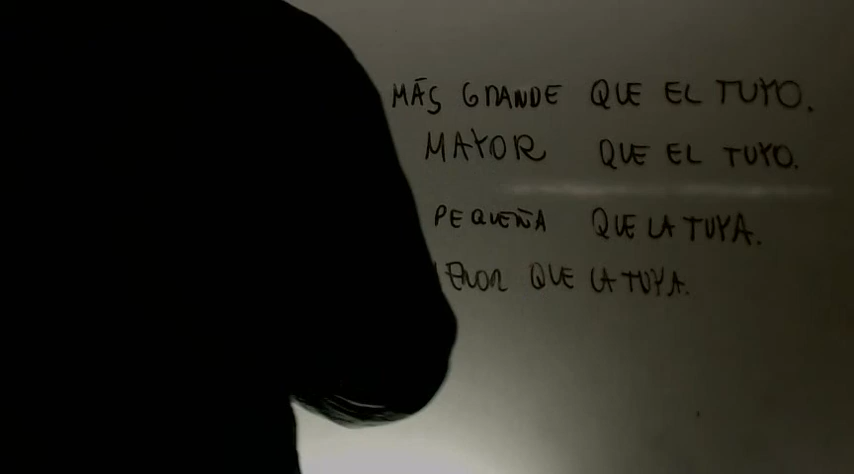 MÁS GRANDE QUE EL TUYO.
MAYOR QUE EL TUYO.
PEQUEÑA QUE LA TUYA.
QUE LA TUYA.